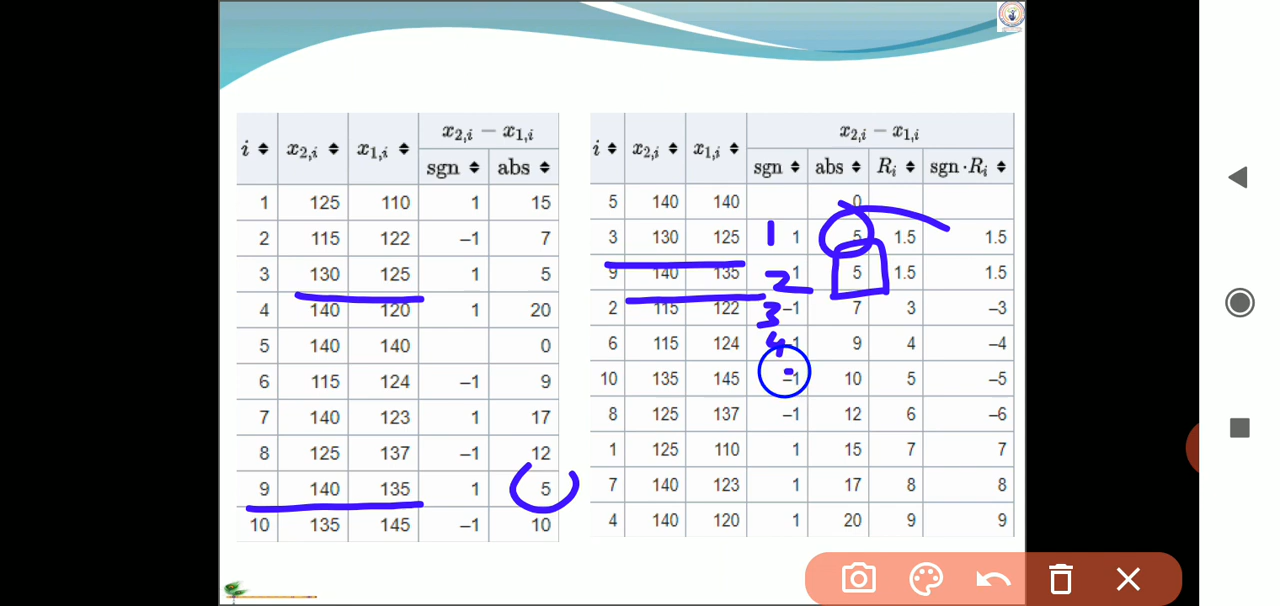 x₂,ᵢ − x₁,ᵢ
i x₂,ᵢ x₁,ᵢ sgn abs
1 125 110 1 15
2 115 122 –1 7
3 130 125 1 5
4 140 120 1 20
5 140 140 0
6 115 124 –1 9
7 140 123 1 17
8 125 137 –1 12
9 140 135 1 5
10 135 145 –1 10
x₂,ᵢ − x₁,ᵢ
i x₂,ᵢ x₁,ᵢ sgn abs Rᵢ sgn·Rᵢ
5 140 140 0
3 130 125 1 1 5 1.5 1.5
9 140 135 2 1 5 1.5 1.5
2 115 122 3 –1 7 3 –3
6 115 124 4 –1 9 4 –4
10 135 145 –1 10 5 –5
8 125 137 –1 12 6 –6
1 125 110 1 15 7 7
7 140 123 1 17 8 8
4 140 120 1 20 9 9